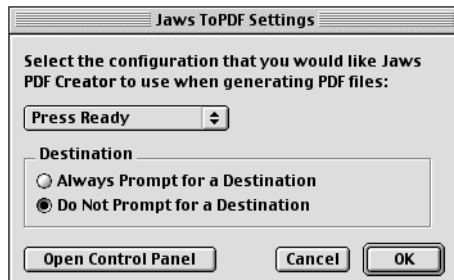 Jaws ToPDF Settings
Select the configuration that you would like Jaws
PDF Creator to use when generating PDF files:
Press Ready
Destination
Always Prompt for a Destination
Do Not Prompt for a Destination
Open Control Panel
Cancel
OK